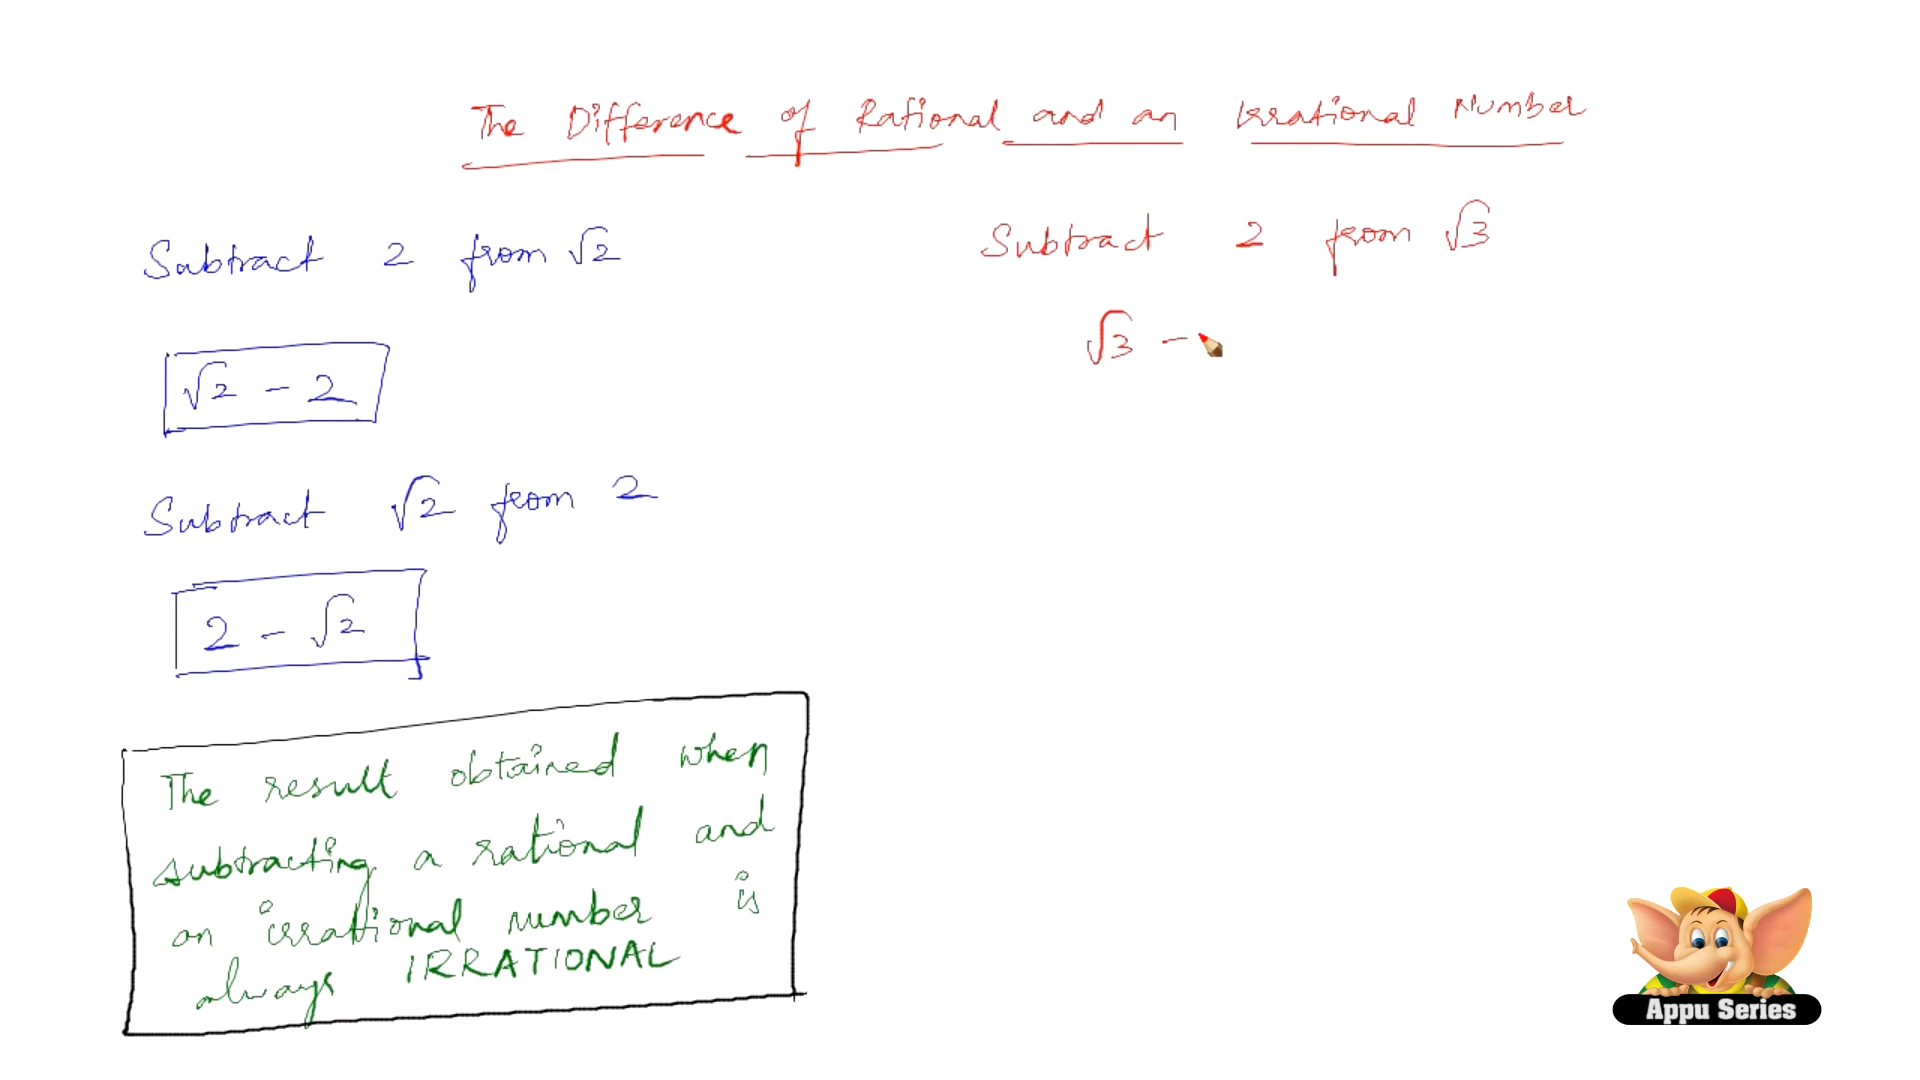 The Difference of Rational and an Irrational Number
Subtract 2 from √2
√2 - 2
Subtract √2 from 2
2 - √2
The result obtained when
subtracting a rational and
an irrational number is
always IRRATIONAL
Subtract 2 from √3
√3 -
Appu Series